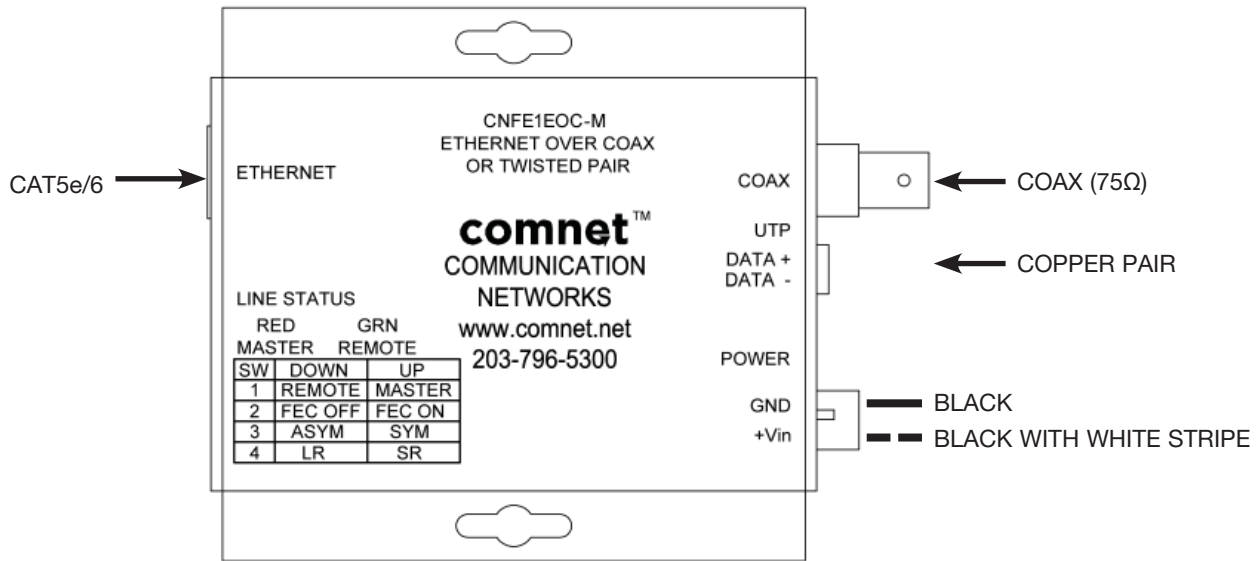 CNFE1EOC-M
ETHERNET OVER COAX
OR TWISTED PAIR
CAT5e/6
ETHERNET
COAX
COAX (75Ω)
comnet™
COMMUNICATION
NETWORKS
www.comnet.net
203-796-5300
UTP
DATA +
DATA -
COPPER PAIR
LINE STATUS
RED GRN
MASTER REMOTE
SW DOWN UP
1 REMOTE MASTER
2 FEC OFF FEC ON
3 ASYM SYM
4 LR SR
POWER
GND
+Vin
BLACK
BLACK WITH WHITE STRIPE